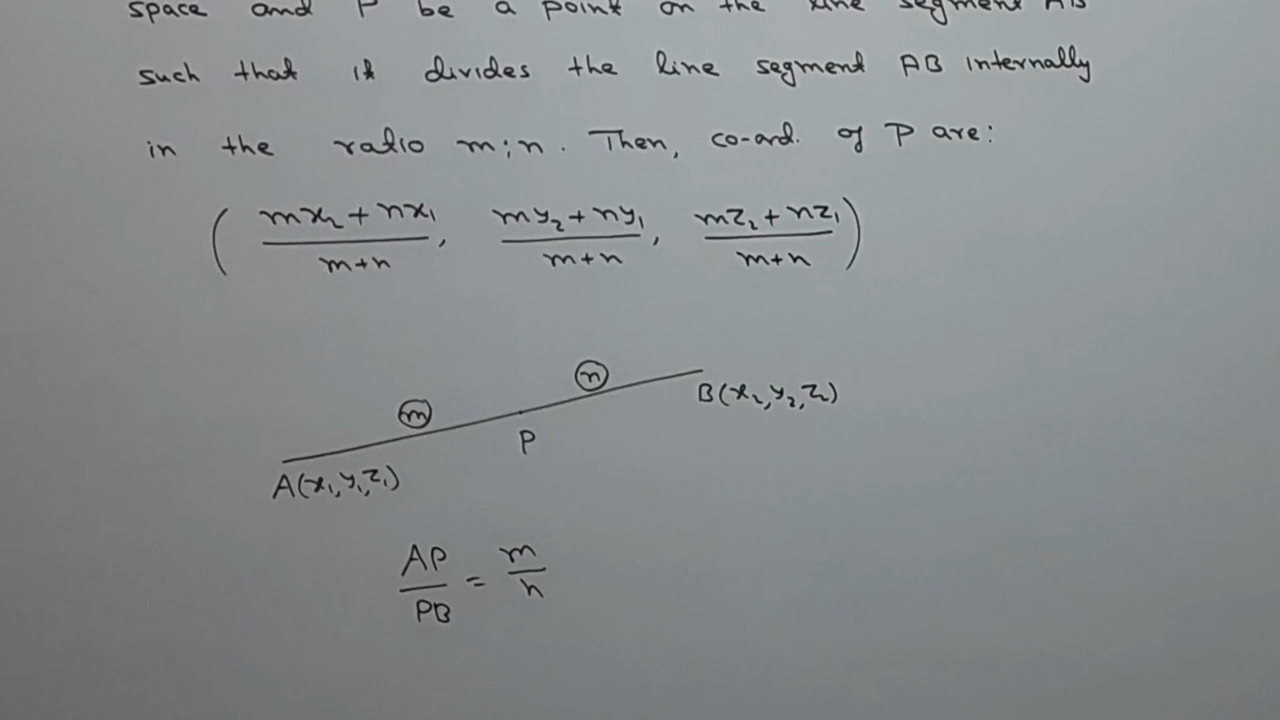 space and P be a point on the line segment AB
such that it divides the line segment AB internally
in the ratio m:n. Then, co-ord. of P are:
( mx₂ + nx₁ / m+n , my₂ + ny₁ / m+n , mz₂ + nz₁ / m+n )
m n
B(x₂, y₂, z₂)
P
A(x₁, y₁, z₁)
AP / PB = m / n